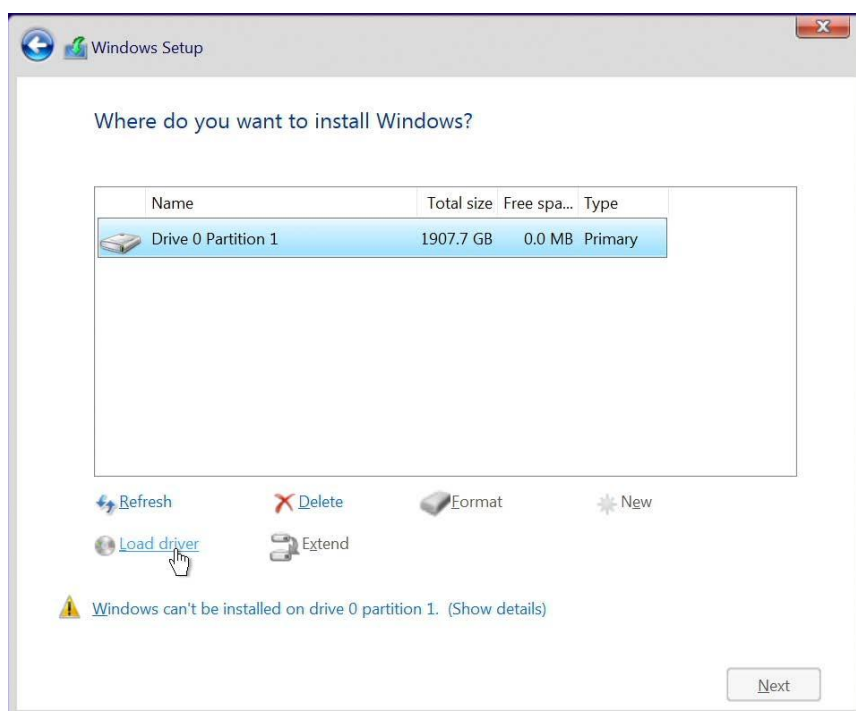 Windows Setup
Where do you want to install Windows?
Name Total size Free spa... Type
Drive 0 Partition 1 1907.7 GB 0.0 MB Primary
Refresh Delete Format New
Load driver Extend
Windows can't be installed on drive 0 partition 1. (Show details)
Next